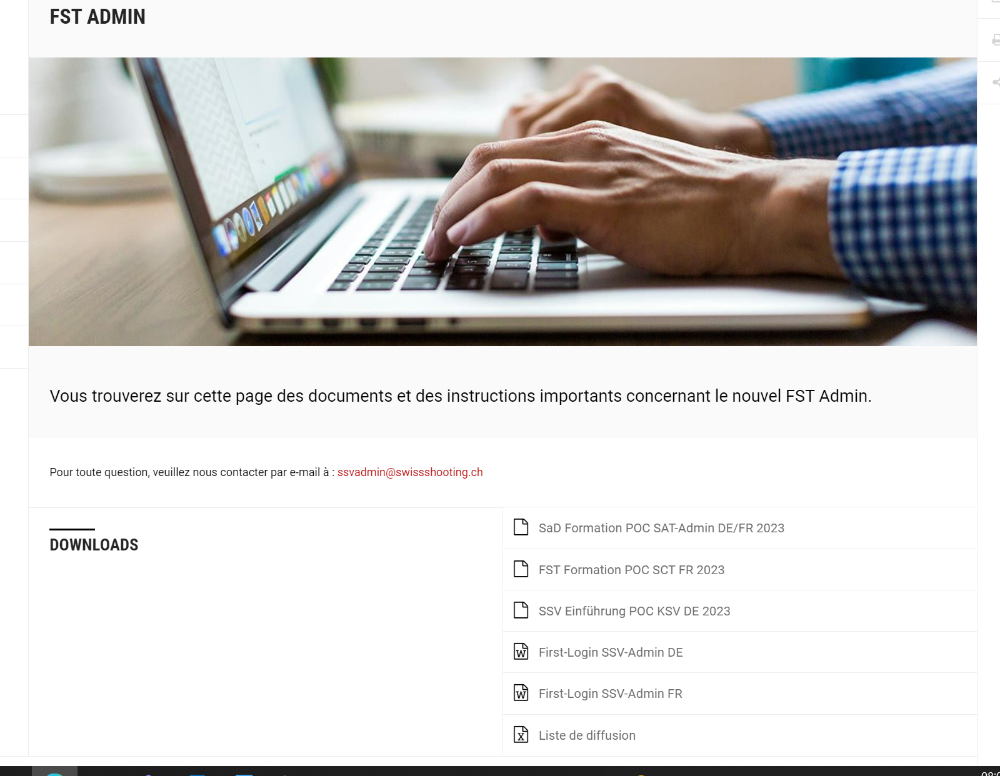 FST ADMIN
Vous trouverez sur cette page des documents et des instructions importants concernant le nouvel FST Admin.
Pour toute question, veuillez nous contacter par e-mail à : ssvadmin@swissshooting.ch
DOWNLOADS
SaD Formation POC SAT-Admin DE/FR 2023
FST Formation POC SCT FR 2023
SSV Einführung POC KSV DE 2023
First-Login SSV-Admin DE
First-Login SSV-Admin FR
Liste de diffusion